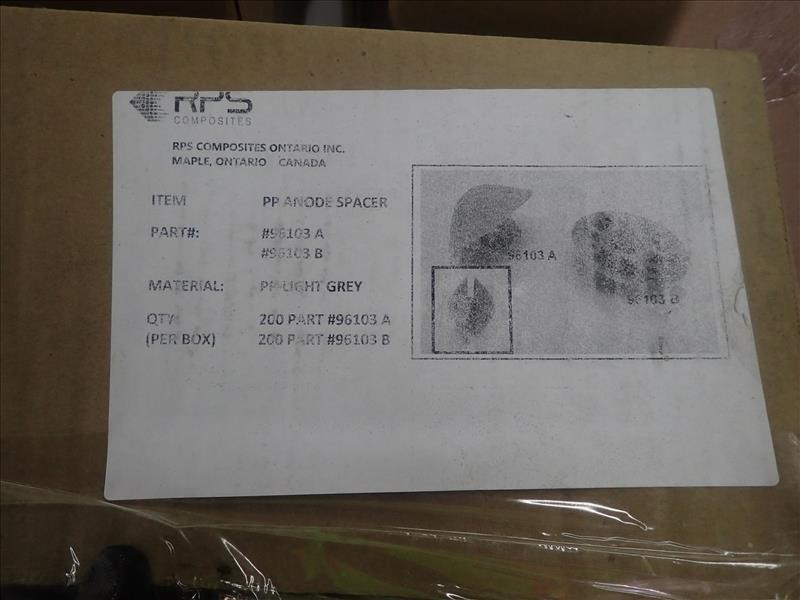 RPS
COMPOSITES
RPS COMPOSITES ONTARIO INC.
MAPLE, ONTARIO CANADA
ITEM PP ANODE SPACER
PART#: #96103 A
#96103 B
MATERIAL: PP-LIGHT GREY
QTY 200 PART #96103 A
(PER BOX) 200 PART #96103 B
96103 A
96103 B